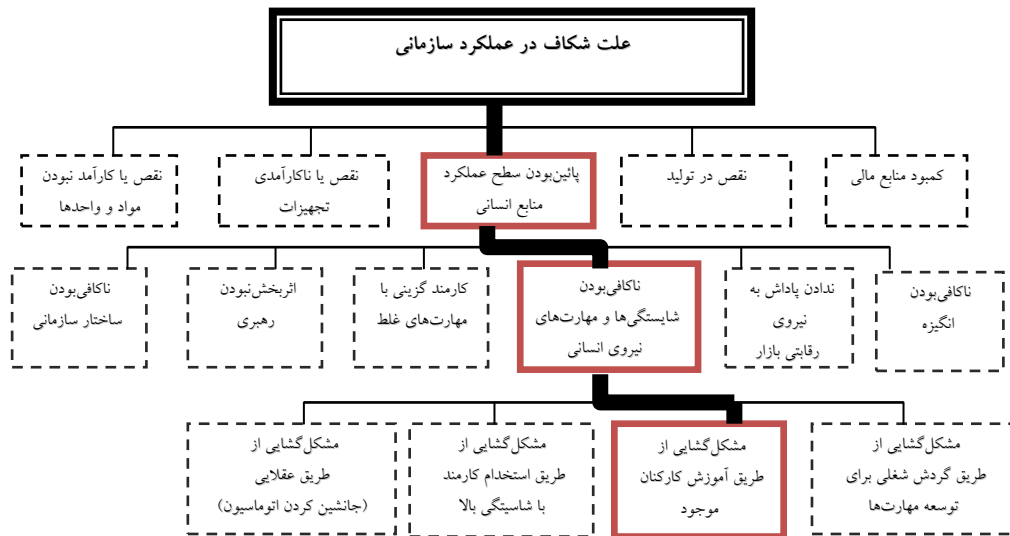 علت شکاف در عملکرد سازمانی
کمبود منابع مالی
نقص در تولید
پائین‌بودن سطح عملکرد
منابع انسانی
نقص یا ناکارآمدی
تجهیزات
نقص یا کارآمد نبودن
مواد و واحدها
ناکافی‌بودن
انگیزه
ندادن پاداش به
نیروی
رقابتی بازار
ناکافی‌بودن
شایستگی‌ها و مهارت‌های
نیروی انسانی
کارمند گزینی با
مهارت‌های غلط
اثربخش‌نبودن
رهبری
ناکافی‌بودن
ساختار سازمانی
مشکل‌گشایی از
طریق گردش شغلی برای
توسعه مهارت‌ها
مشکل‌گشایی از
طریق آموزش کارکنان
موجود
مشکل‌گشایی از
طریق استخدام کارمند
با شاسیتگی بالا
مشکل‌گشایی از
طریق عقلایی
(جانشین کردن اتوماسیون)